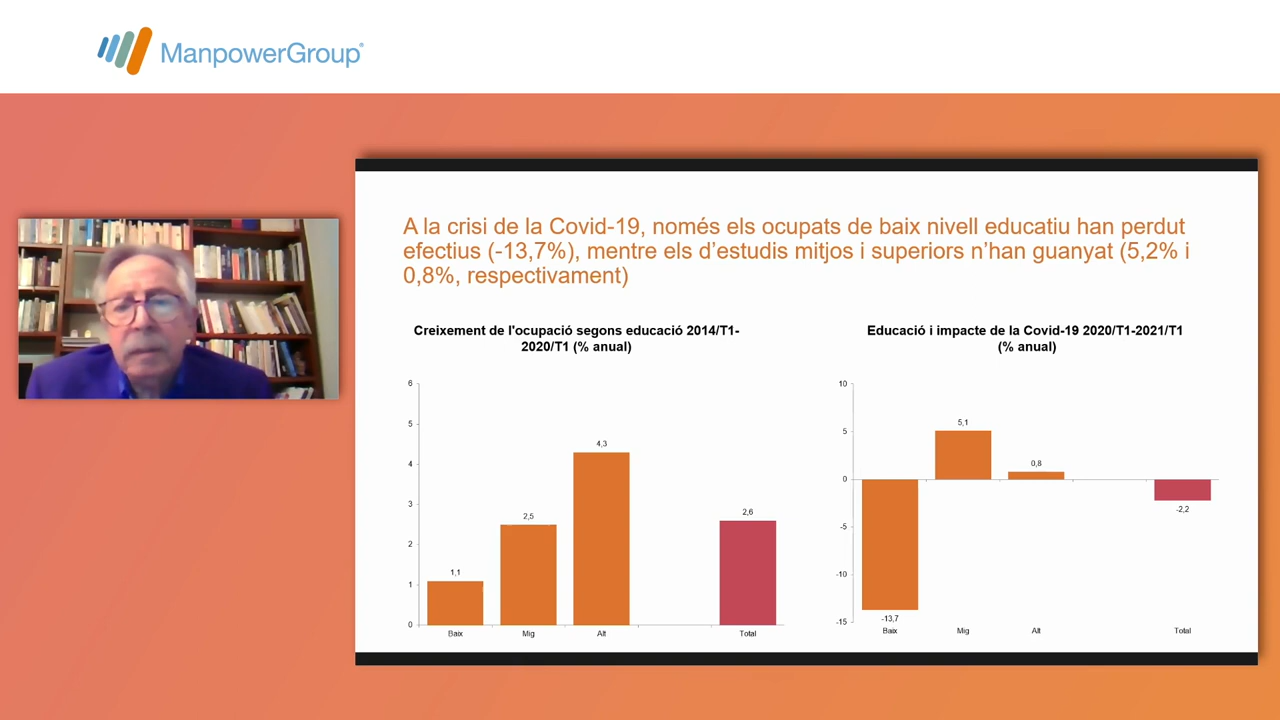 ManpowerGroup
A la crisi de la Covid-19, només els ocupats de baix nivell educatiu han perdut
efectius (-13,7%), mentre els d'estudis mitjos i superiors n'han guanyat (5,2% i
0,8%, respectivament)
Creixement de l'ocupació segons educació 2014/T1-
2020/T1 (% anual)
6
5
4
3
2
1
0
1,1
2,5
4,3
2,6
Baix
Mig
Alt
Total
Educació i impacte de la Covid-19 2020/T1-2021/T1
(% anual)
10
5
0
-5
-10
-15
-13,7
5,1
0,8
-2,2
Baix
Mig
Alt
Total